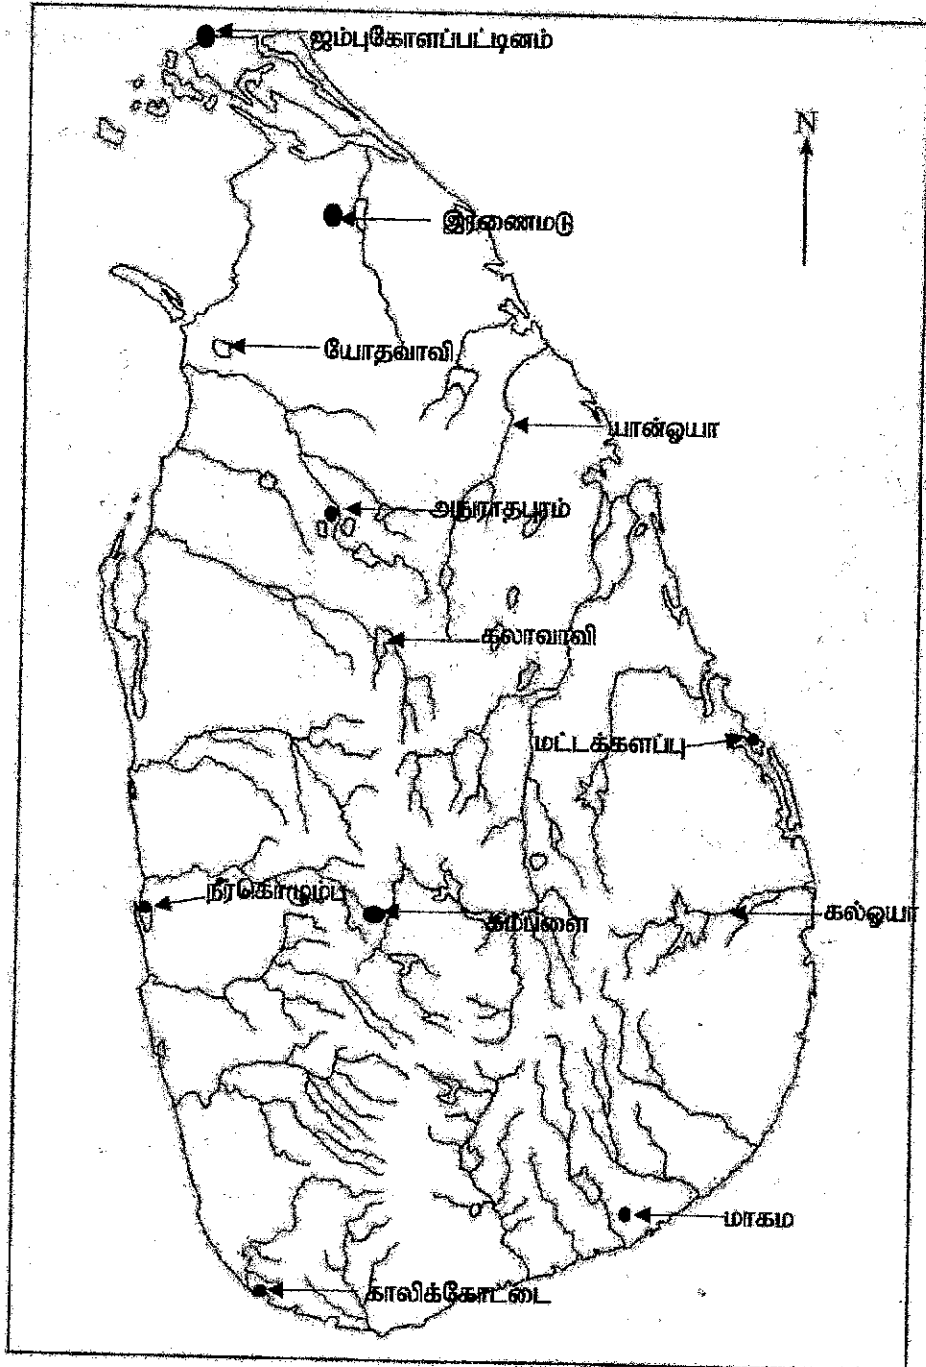 ஜம்புகோளப்பட்டினம்
N
இரணைமடு
யோதவாவி
யான்ஓயா
அநுராதபுரம்
கலாவாவி
மட்டக்களப்பு
நீர்கொழும்பு
கம்பளை
கல்ஓயா
மாகம
காலிக்கோட்டை